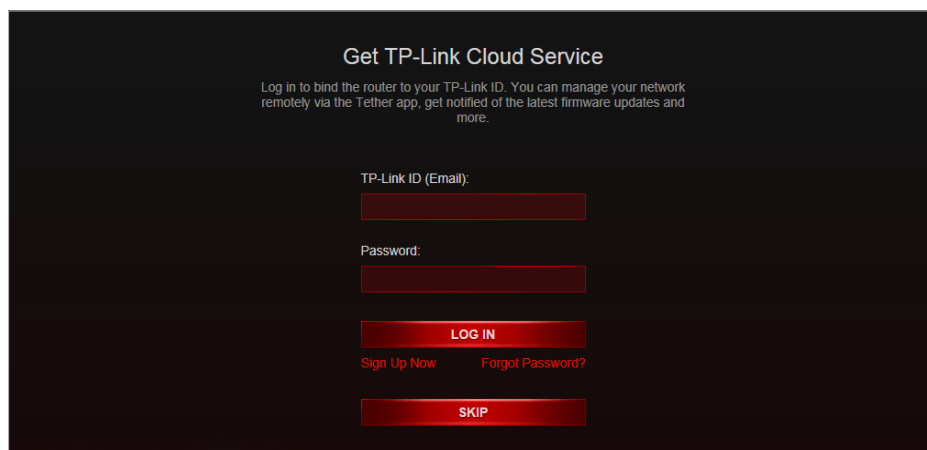 Get TP-Link Cloud Service
Log in to bind the router to your TP-Link ID. You can manage your network
remotely via the Tether app, get notified of the latest firmware updates and
more.
TP-Link ID (Email):
Password:
LOG IN
Sign Up Now Forgot Password?
SKIP